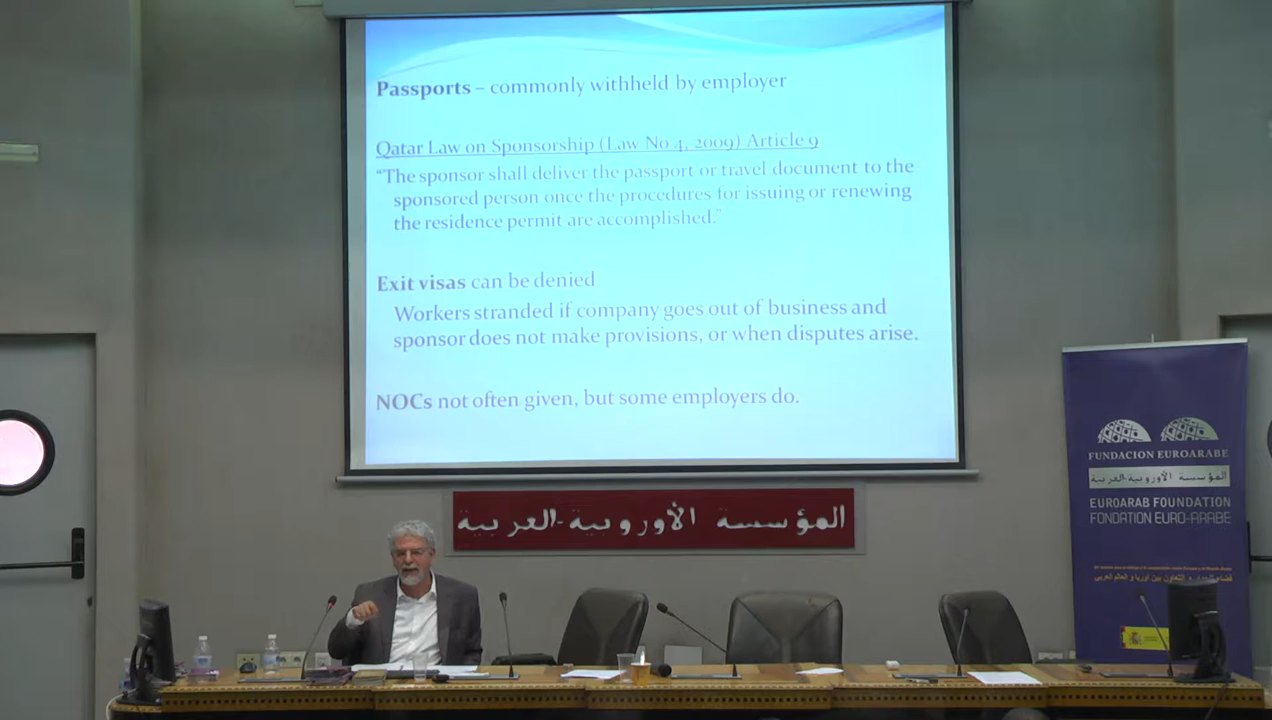 Passports – commonly withheld by employer
Qatar Law on Sponsorship (Law No 4, 2009) Article 9
“The sponsor shall deliver the passport or travel document to the
sponsored person once the procedures for issuing or renewing
the residence permit are accomplished.”
Exit visas can be denied
Workers stranded if company goes out of business and
sponsor does not make provisions, or when disputes arise.
NOCs not often given, but some employers do.
المؤسسة الأوروبية-العربية
FUNDACION EUROARABE
المؤسسة الأوروبية-العربية
EUROARAB FOUNDATION
FONDATION EURO-ARABE